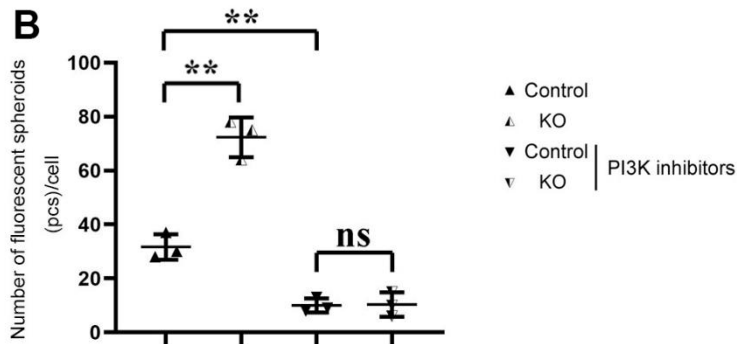 B
**
**
ns
Number of fluorescent spheroids
(pcs)/cell
100
80
60
40
20
0
Control
KO
Control
KO
PI3K inhibitors